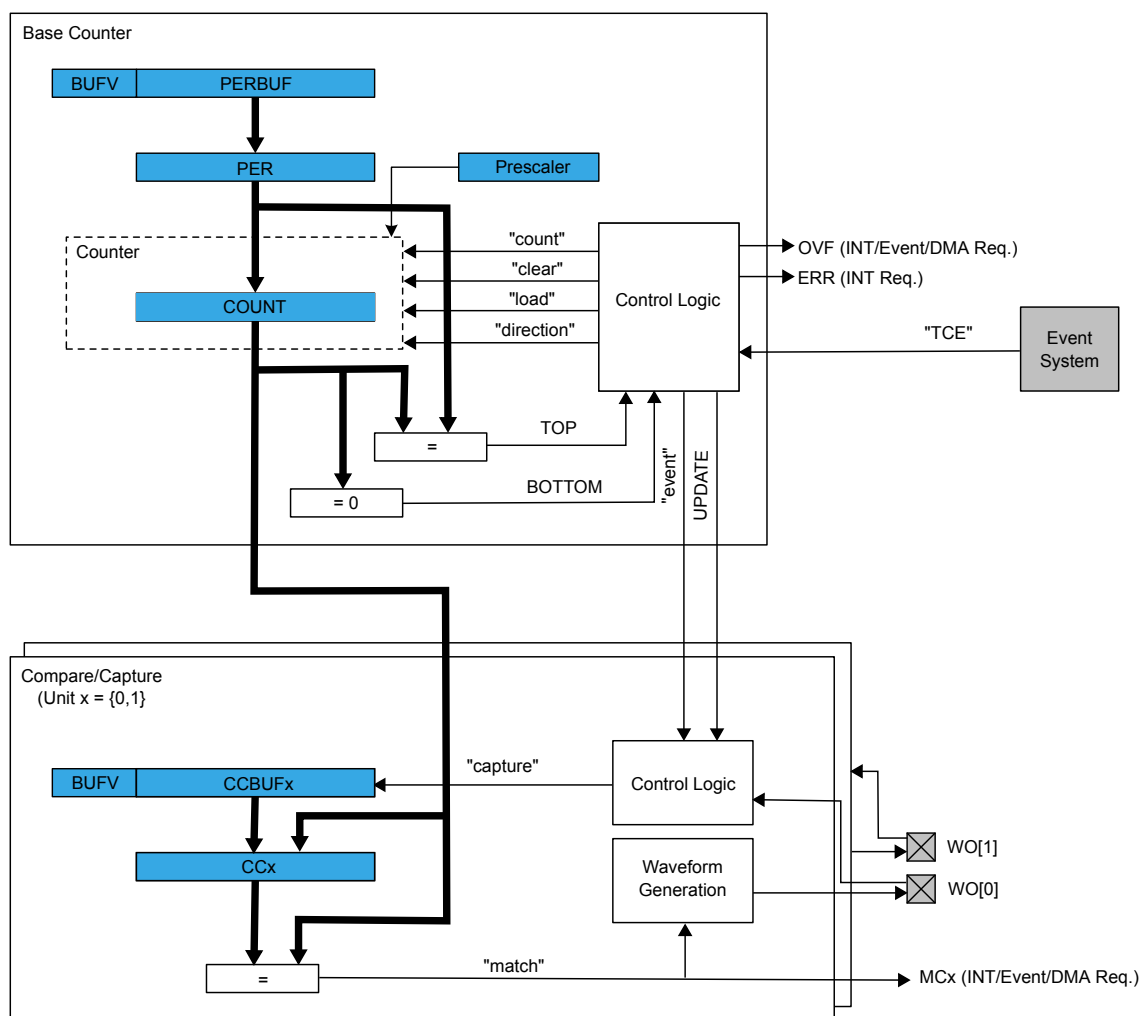 Base Counter
BUFV
PERBUF
PER
Prescaler
Counter
"count"
"clear"
"load"
"direction"
COUNT
Control Logic
OVF (INT/Event/DMA Req.)
ERR (INT Req.)
"TCE"
Event
System
=
TOP
= 0
BOTTOM
"event"
UPDATE
Compare/Capture
(Unit x = {0,1}
BUFV
CCBUFx
"capture"
Control Logic
CCx
Waveform
Generation
WO[1]
WO[0]
=
"match"
MCx (INT/Event/DMA Req.)